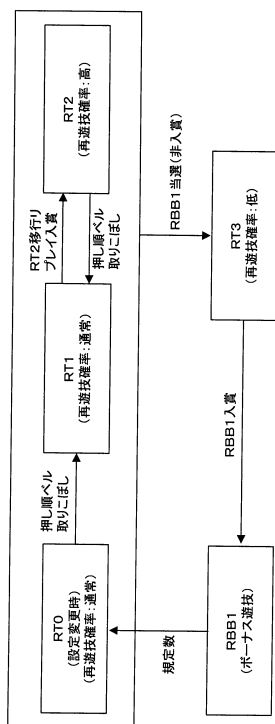 RT0
(設定変更時)
(再遊技確率:通常)
押し順ベル
取りこぼし
RT1
(再遊技確率:通常)
RT2移行リ
プレイ入賞
押し順ベル
取りこぼし
RT2
(再遊技確率:高)
規定数
RBB1当選(非入賞)
RBB1
(ボーナス遊技)
RBB1入賞
RT3
(再遊技確率:低)